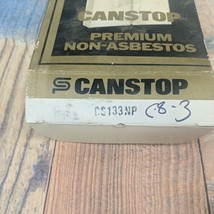 CANSTOP
PREMIUM
NON-ASBESTOS
CANSTOP
CS133NP C8-3